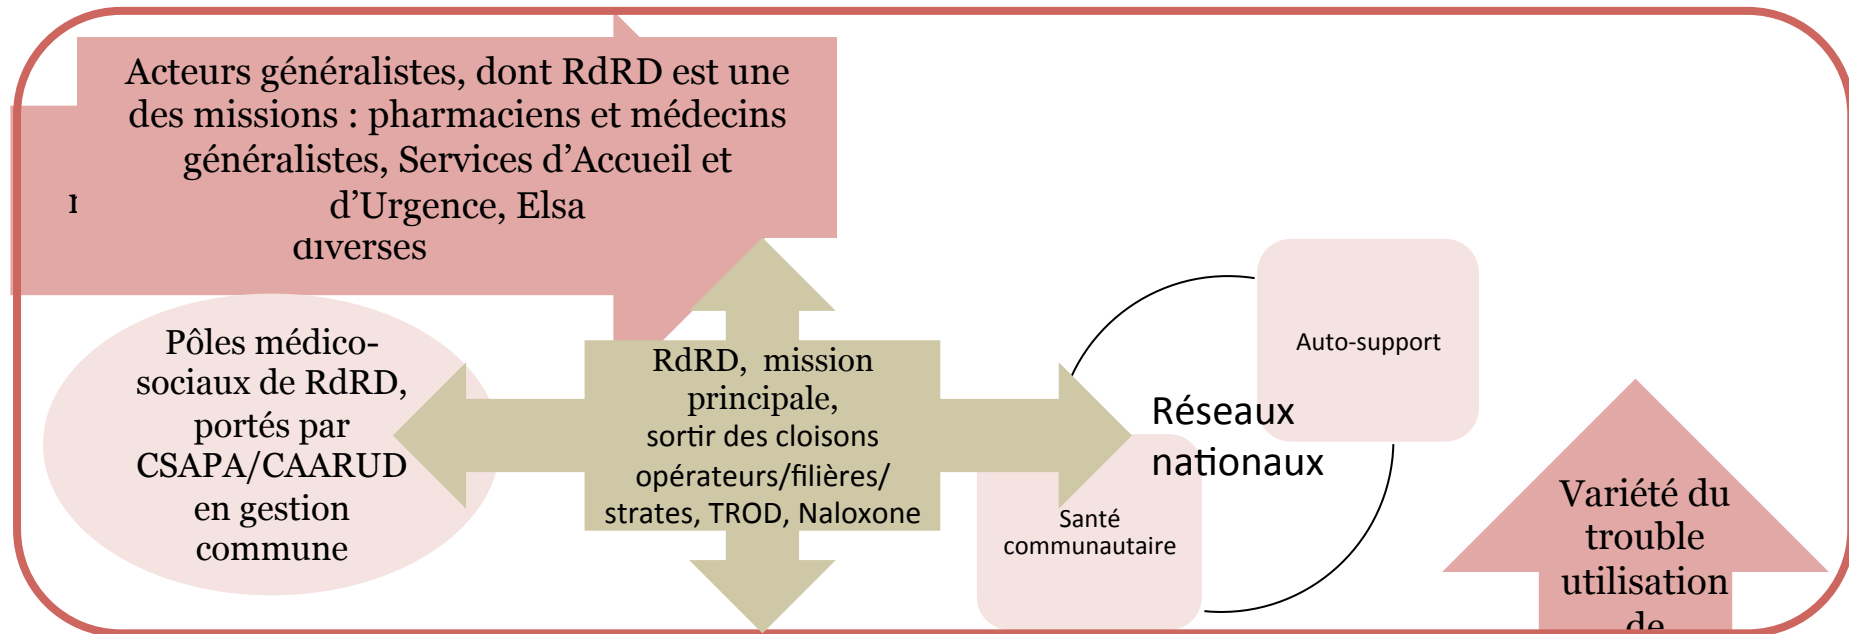 Acteurs généralistes, dont RdRD est une
des missions : pharmaciens et médecins
généralistes, Services d’Accueil et
d’Urgence, Elsa
diverses
Pôles médico-
sociaux de RdRD,
portés par
CSAPA/CAARUD
en gestion
commune
RdRD,  mission
principale,
sortir des cloisons
opérateurs/filières/
strates, TROD, Naloxone
Réseaux
nationaux
Auto-support
Santé
communautaire
Variété du
trouble
utilisation
de